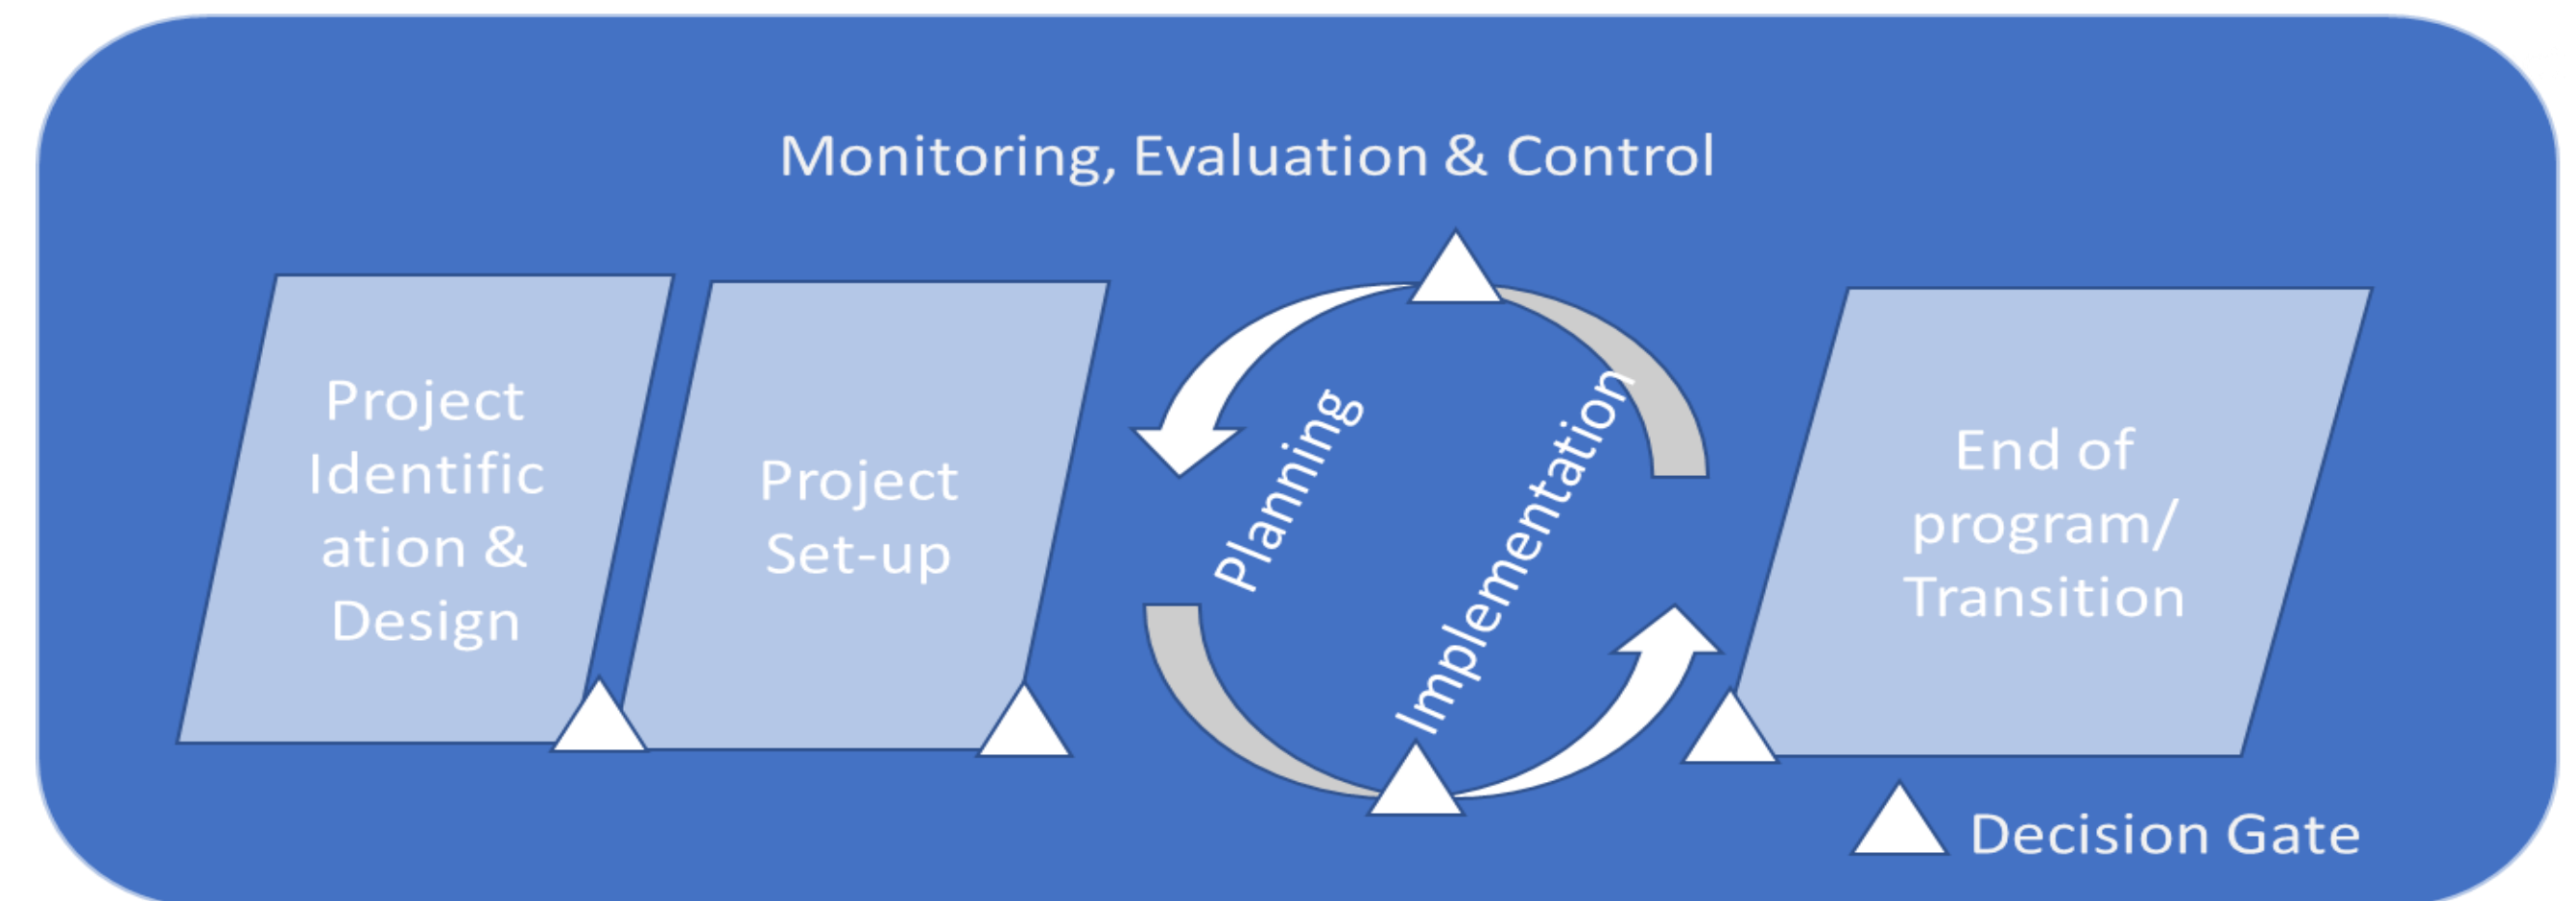 Monitoring, Evaluation & Control
Project
Identific
ation &
Design
Project
Set-up
Planning
Implementation
End of
program/
Transition
Decision Gate